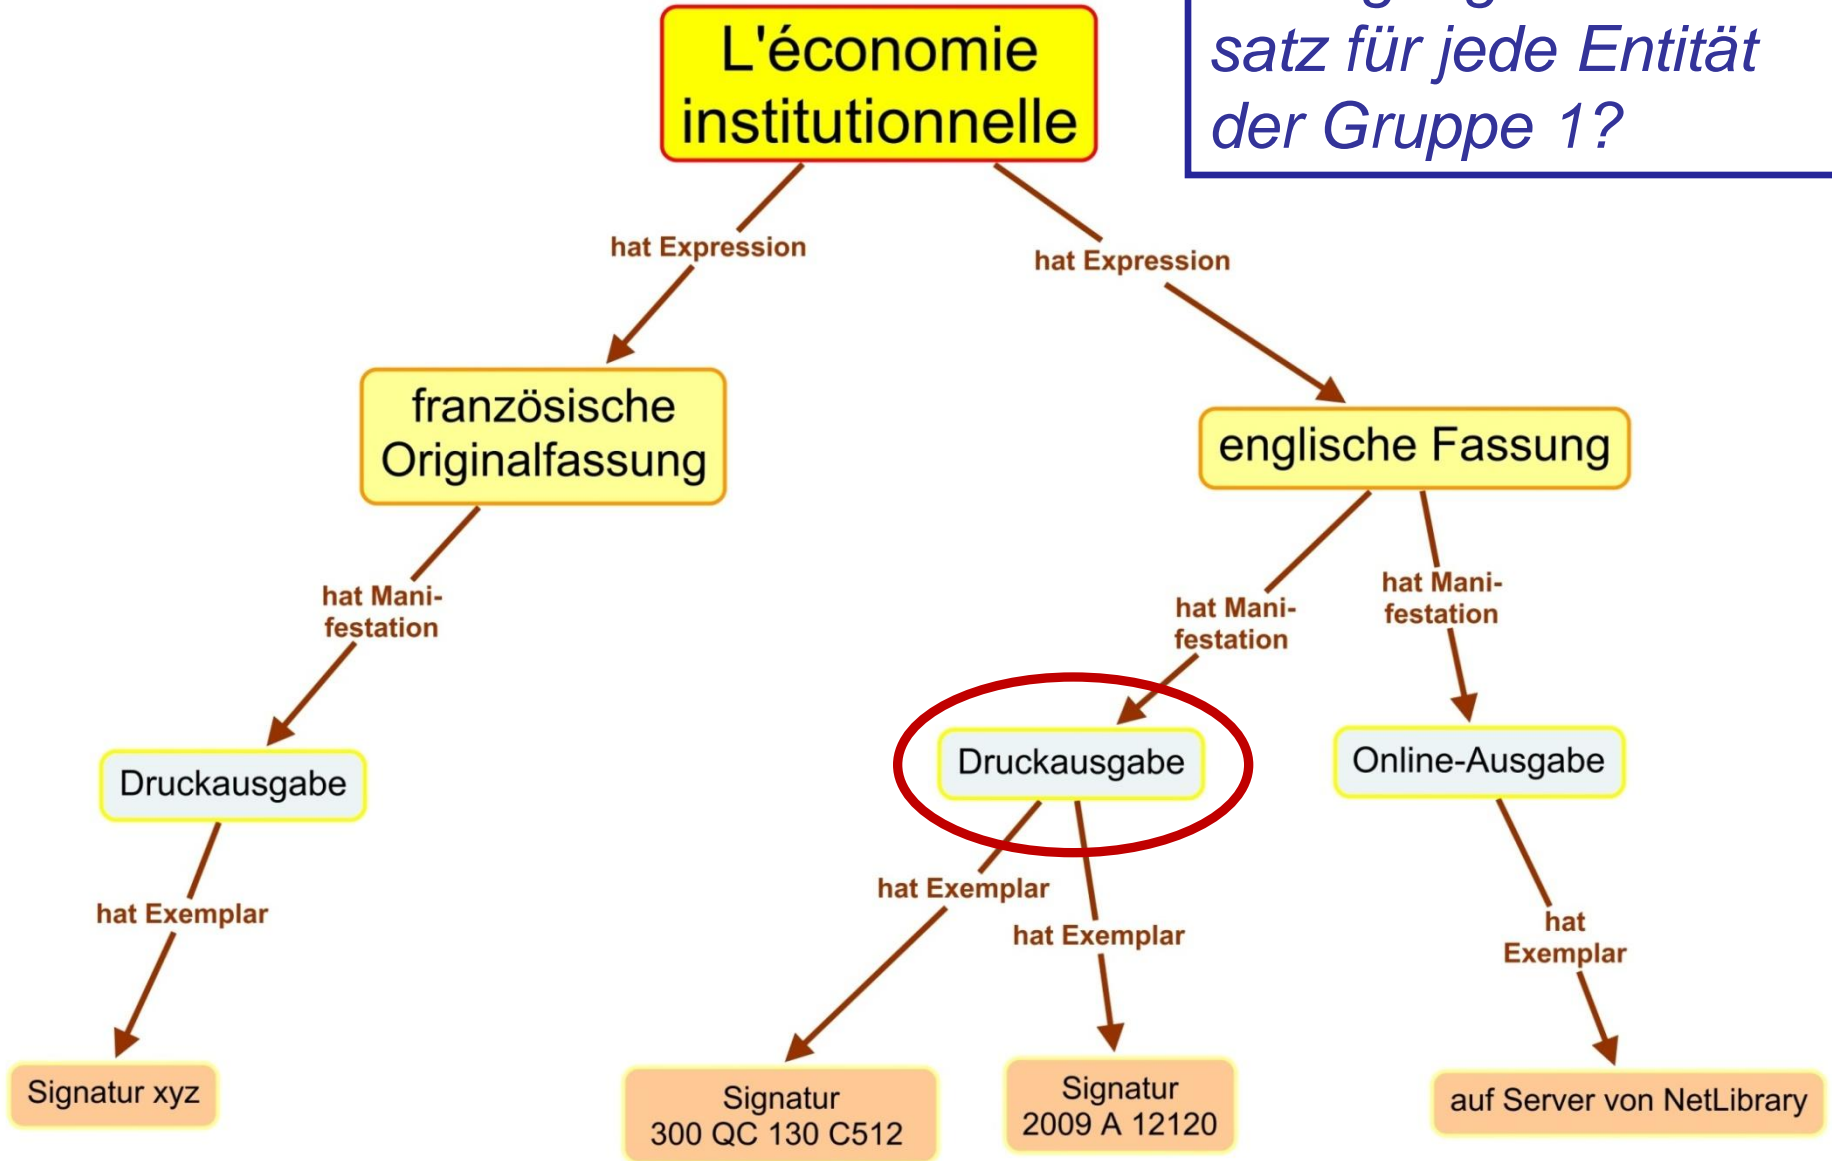 satz für jede Entität
der Gruppe 1?
L'économie
institutionnelle
hat Expression
hat Expression
französische
Originalfassung
englische Fassung
hat Mani-
festation
hat Mani-
festation
hat Mani-
festation
Druckausgabe
Druckausgabe
Online-Ausgabe
hat Exemplar
hat Exemplar
hat Exemplar
hat
Exemplar
Signatur xyz
Signatur
300 QC 130 C512
Signatur
2009 A 12120
auf Server von NetLibrary